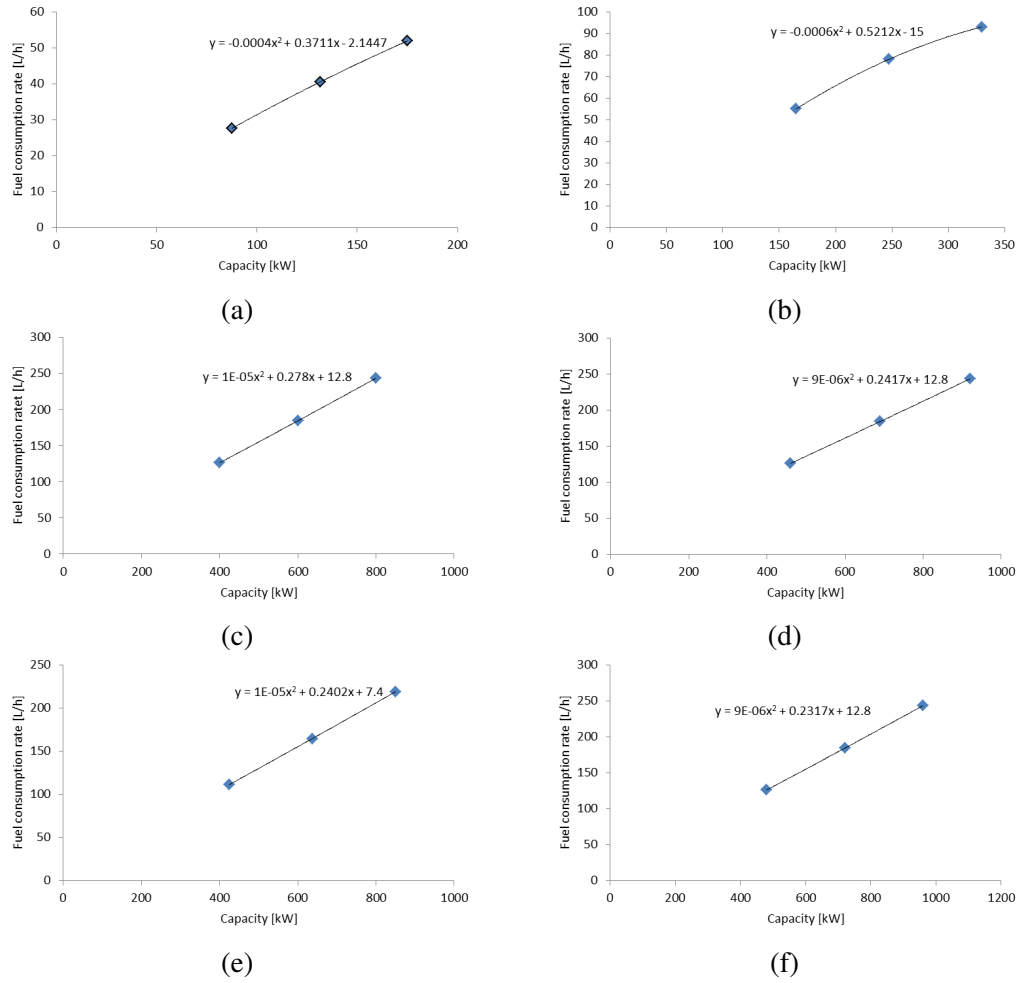 60
50
40
30
20
10
0
Fuel consumption rate [L/h]
y = -0.0004x² + 0.3711x - 2.1447
0 50 100 150 200
Capacity [kW]
(a)
100
90
80
70
60
50
40
30
20
10
0
Fuel consumption rate [L/h]
y = -0.0006x² + 0.5212x - 15
0 50 100 150 200 250 300 350
Capacity [kW]
(b)
300
250
200
150
100
50
0
Fuel consumption ratet [L/h]
y = 1E-05x² + 0.278x + 12.8
0 200 400 600 800 1000
Capacity [kW]
(c)
300
250
200
150
100
50
0
Fuel consumption rate [L/h]
y = 9E-06x² + 0.2417x + 12.8
0 200 400 600 800 1000
Capacity [kW]
(d)
250
200
150
100
50
0
Fuel consumption rate [L/h]
y = 1E-05x² + 0.2402x + 7.4
0 200 400 600 800 1000
Capacity [kW]
(e)
300
250
200
150
100
50
0
Fuel consumption rate [L/h]
y = 9E-06x² + 0.2317x + 12.8
0 200 400 600 800 1000 1200
Capacity [kW]
(f)